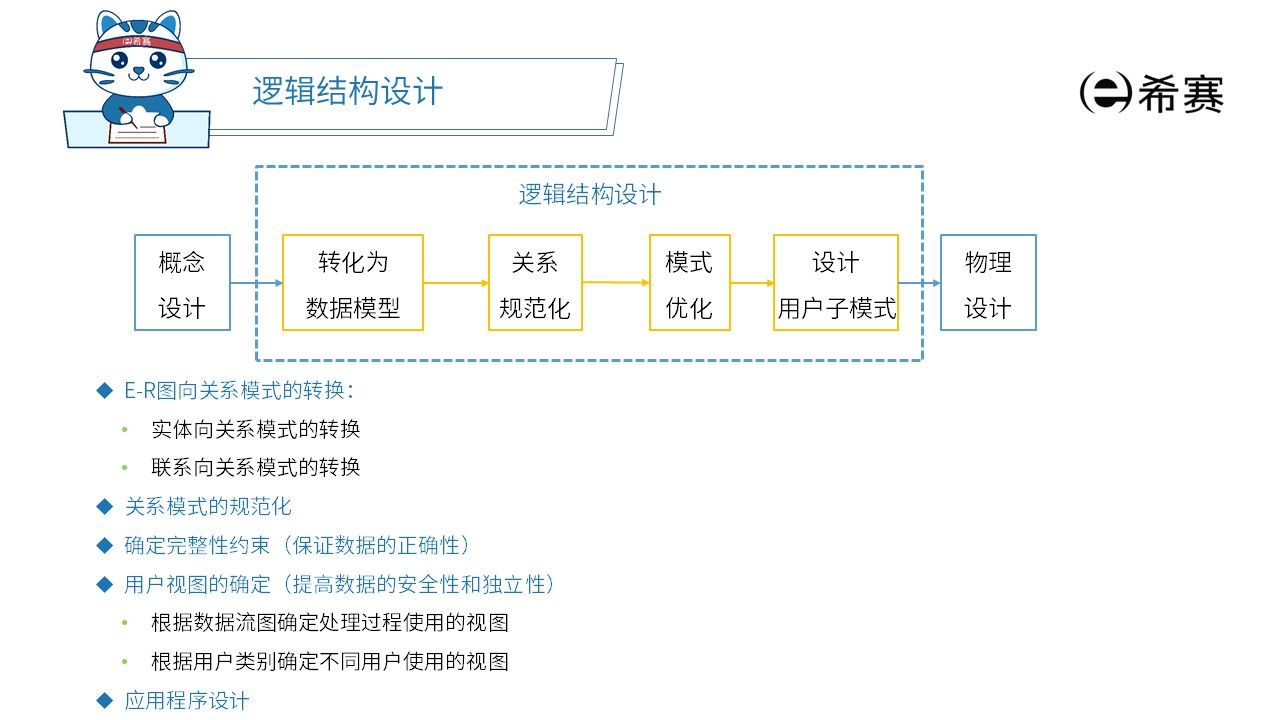 (e)希赛
逻辑结构设计
(e)希赛
逻辑结构设计
概念
设计
转化为
数据模型
关系
规范化
模式
优化
设计
用户子模式
物理
设计
◆ E-R图向关系模式的转换：
• 实体向关系模式的转换
• 联系向关系模式的转换
◆ 关系模式的规范化
◆ 确定完整性约束（保证数据的正确性）
◆ 用户视图的确定（提高数据的安全性和独立性）
• 根据数据流图确定处理过程使用的视图
• 根据用户类别确定不同用户使用的视图
◆ 应用程序设计